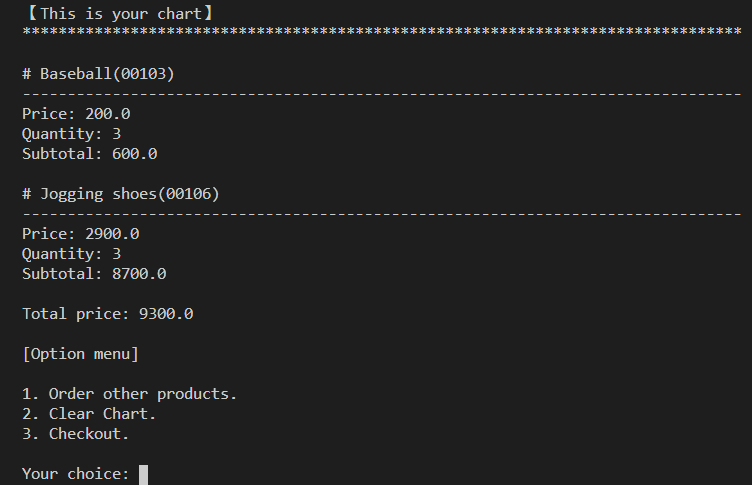 【This is your chart】
********************************************************************************

# Baseball(00103)
--------------------------------------------------------------------------------
Price: 200.0
Quantity: 3
Subtotal: 600.0

# Jogging shoes(00106)
--------------------------------------------------------------------------------
Price: 2900.0
Quantity: 3
Subtotal: 8700.0

Total price: 9300.0

[Option menu]

1. Order other products.
2. Clear Chart.
3. Checkout.

Your choice: